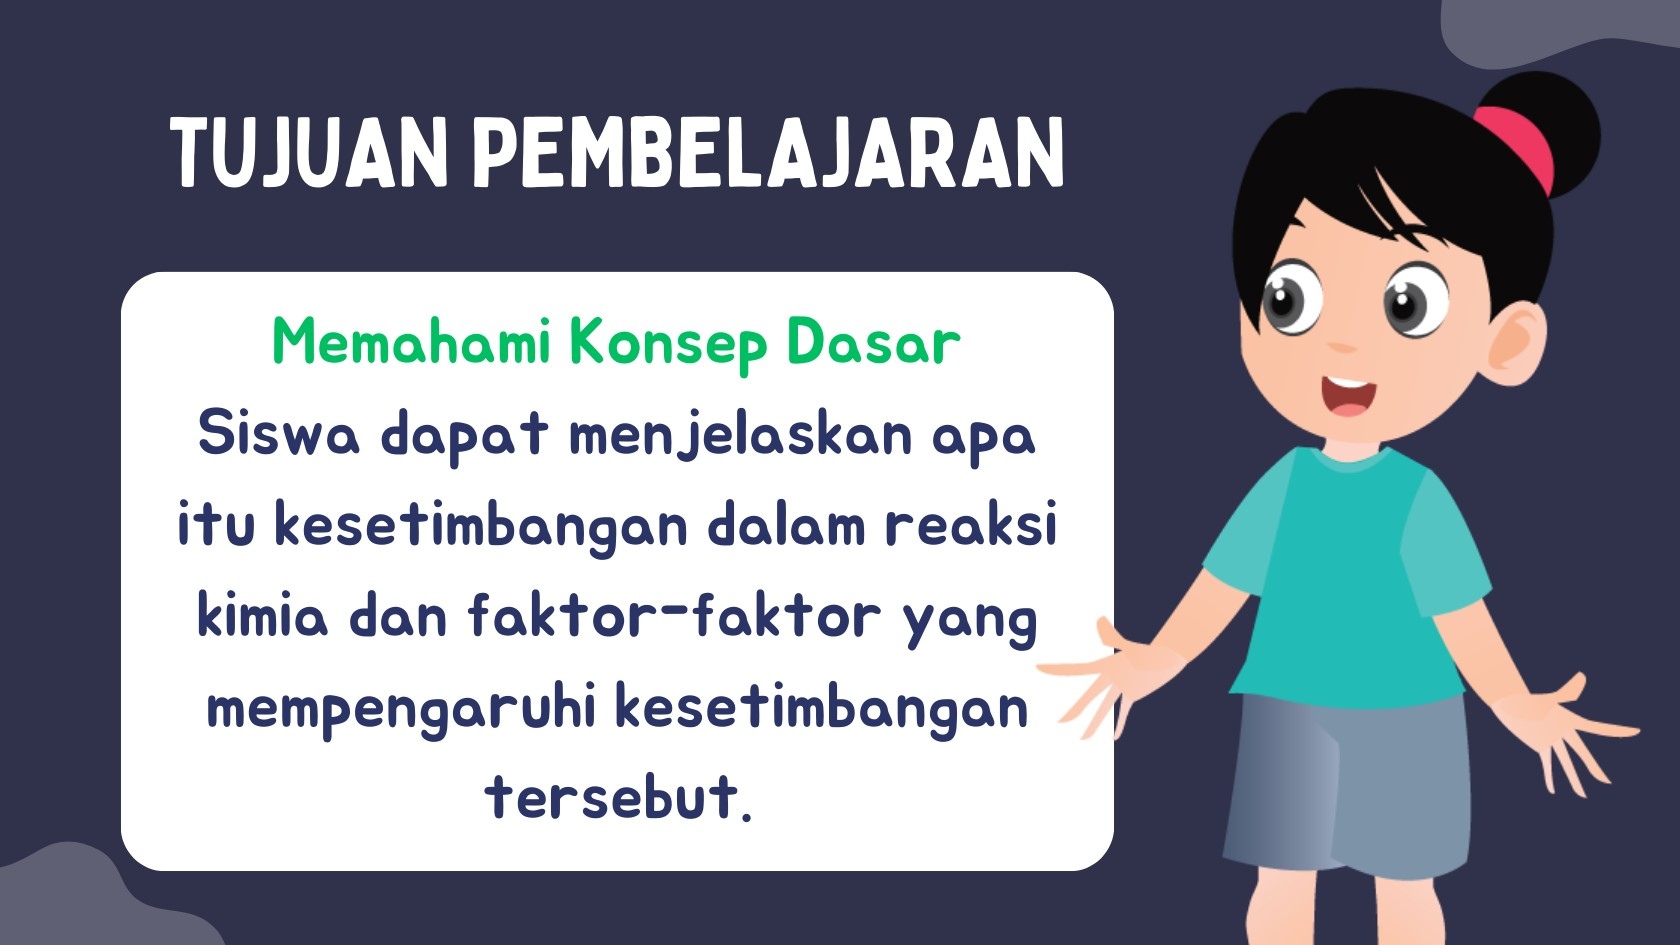 TUJUAN PEMBELAJARAN
Memahami Konsep Dasar
Siswa dapat menjelaskan apa
itu kesetimbangan dalam reaksi
kimia dan faktor-faktor yang
mempengaruhi kesetimbangan
tersebut.